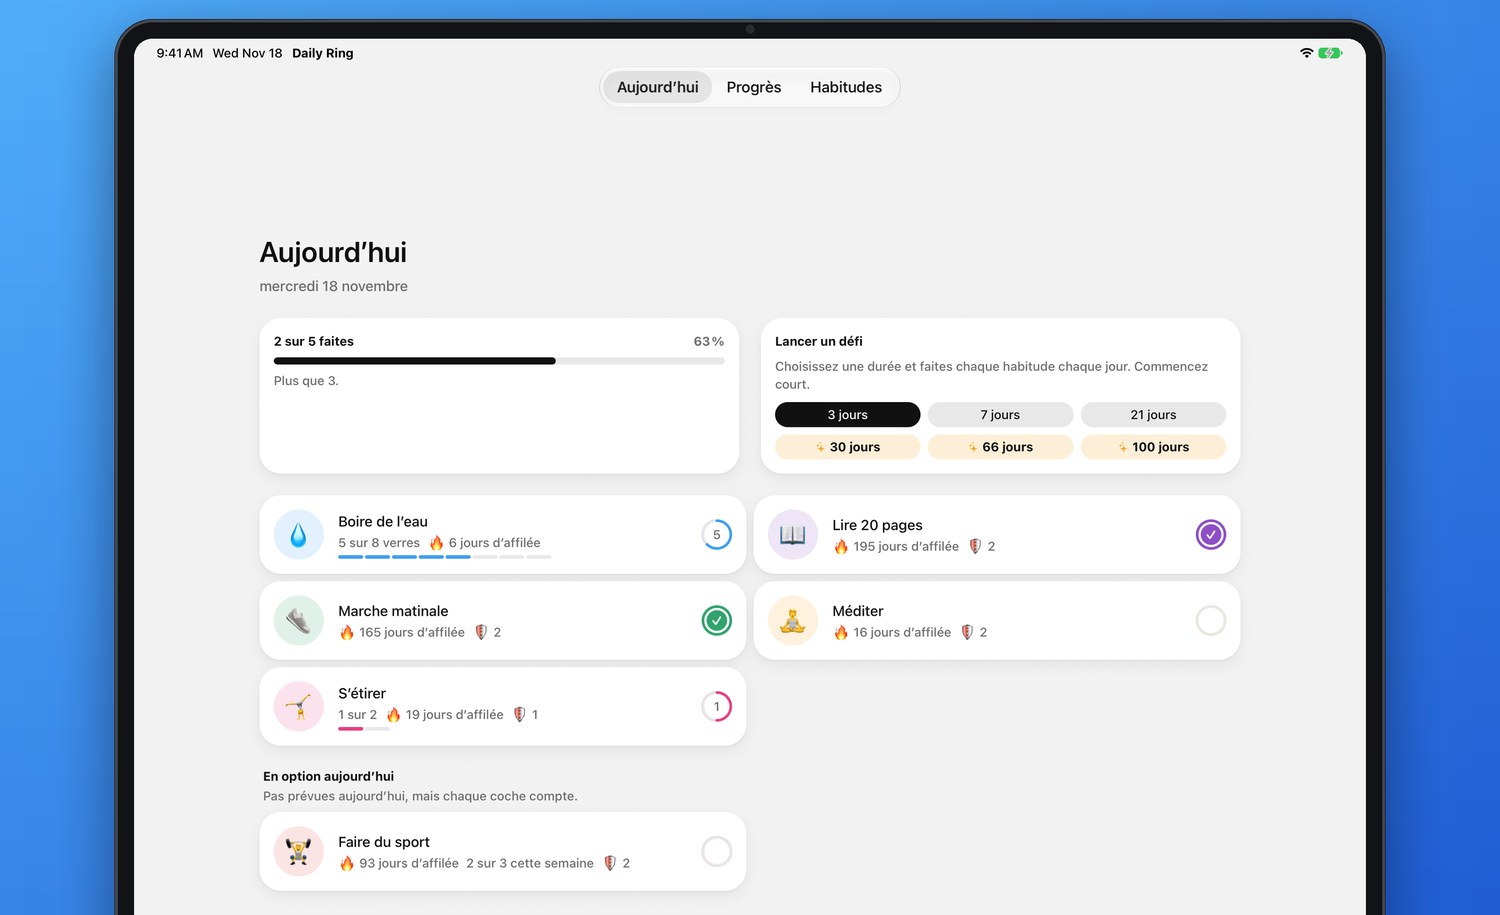 9:41 AM Wed Nov 18 Daily Ring
Aujourd'hui Progrès Habitudes
Aujourd'hui
mercredi 18 novembre
2 sur 5 faites 63 %
Plus que 3.
Lancer un défi
Choisissez une durée et faites chaque habitude chaque jour. Commencez
court.
3 jours 7 jours 21 jours
30 jours 66 jours 100 jours
Boire de l'eau
5 sur 8 verres 6 jours d'affilée
5
Lire 20 pages
195 jours d'affilée 2
Marche matinale
165 jours d'affilée 2
Méditer
16 jours d'affilée 2
S'étirer
1 sur 2 19 jours d'affilée 1
1
En option aujourd'hui
Pas prévues aujourd'hui, mais chaque coche compte.
Faire du sport
93 jours d'affilée 2 sur 3 cette semaine 2